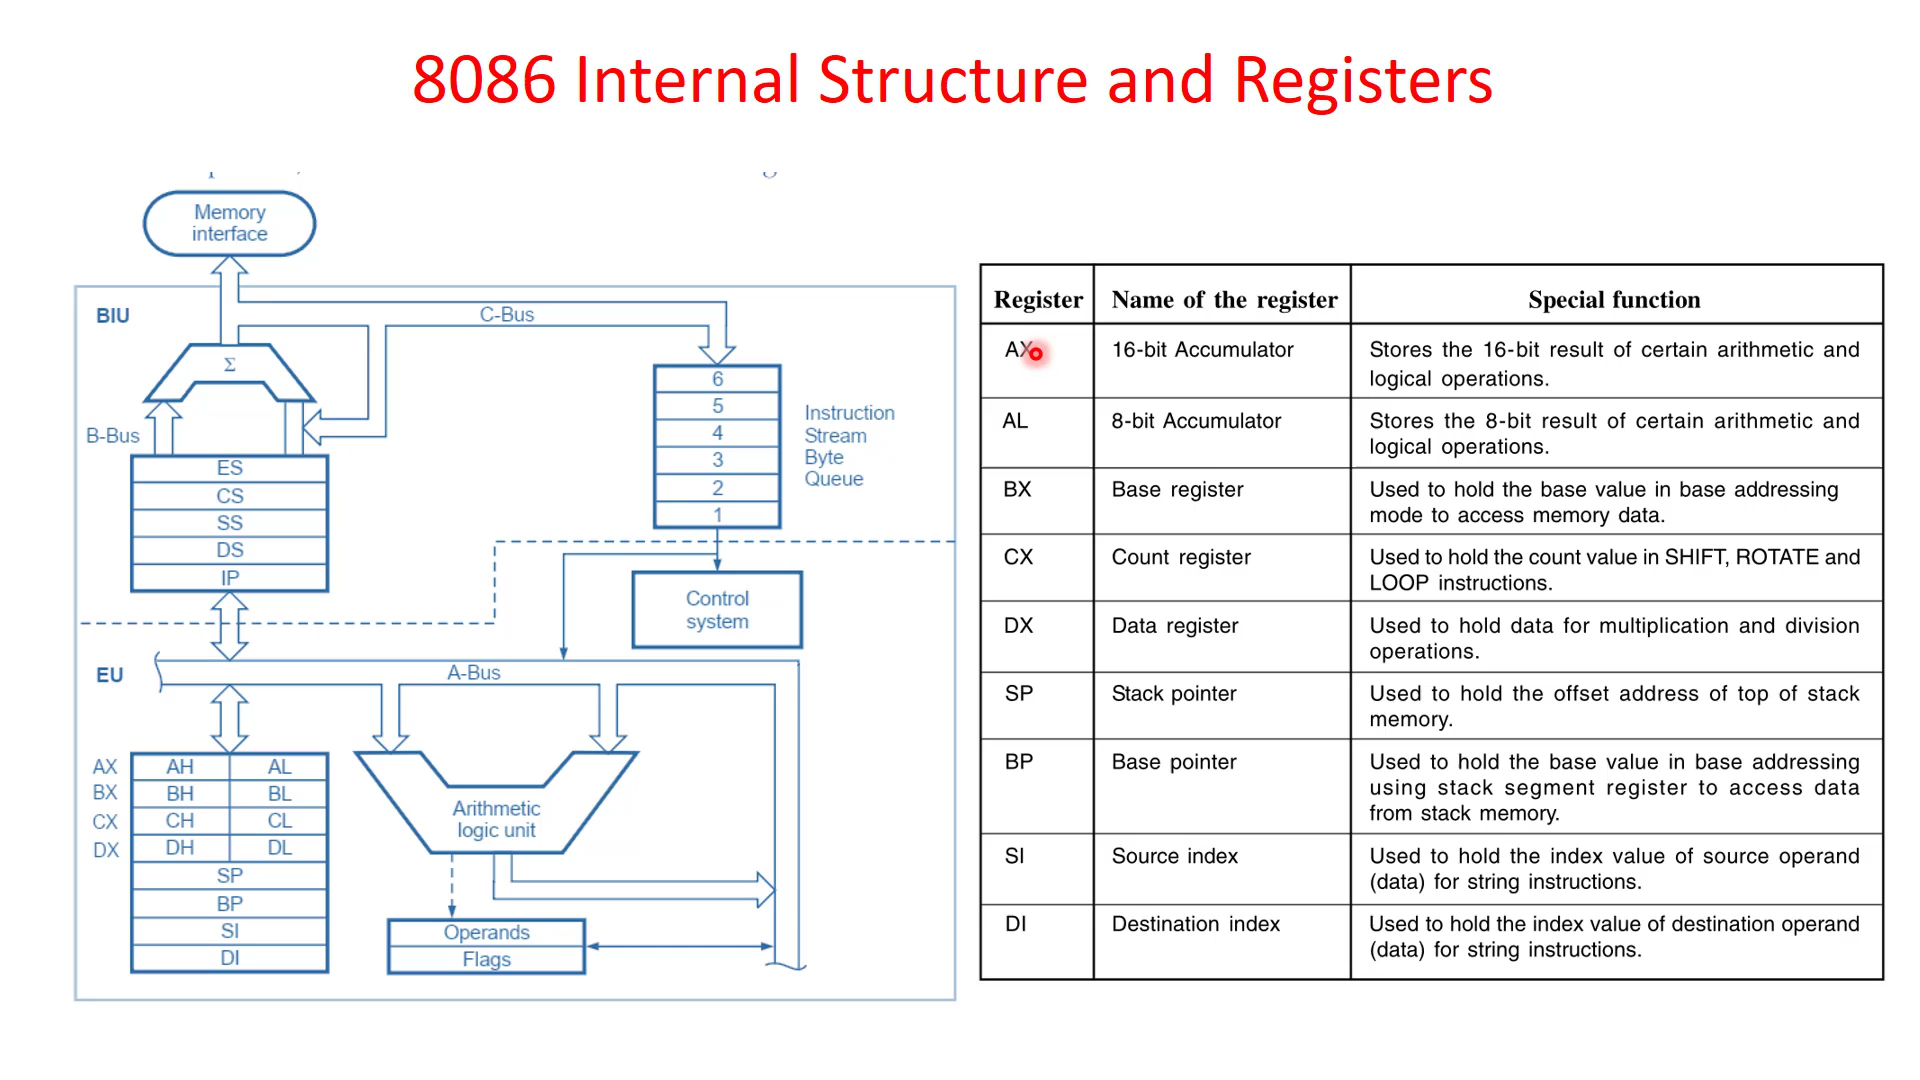 8086 Internal Structure and Registers
Memory
interface
BIU
C-Bus
Σ
B-Bus
ES
CS
SS
DS
IP
6
5
4
3
2
1
Instruction
Stream
Byte
Queue
Control
system
EU
A-Bus
AX AH AL
BX BH BL
CX CH CL
DX DH DL
SP
BP
SI
DI
Arithmetic
logic unit
Operands
Flags
Register Name of the register Special function
AX 16-bit Accumulator Stores the 16-bit result of certain arithmetic and
logical operations.
AL 8-bit Accumulator Stores the 8-bit result of certain arithmetic and
logical operations.
BX Base register Used to hold the base value in base addressing
mode to access memory data.
CX Count register Used to hold the count value in SHIFT, ROTATE and
LOOP instructions.
DX Data register Used to hold data for multiplication and division
operations.
SP Stack pointer Used to hold the offset address of top of stack
memory.
BP Base pointer Used to hold the base value in base addressing
using stack segment register to access data
from stack memory.
SI Source index Used to hold the index value of source operand
(data) for string instructions.
DI Destination index Used to hold the index value of destination operand
(data) for string instructions.